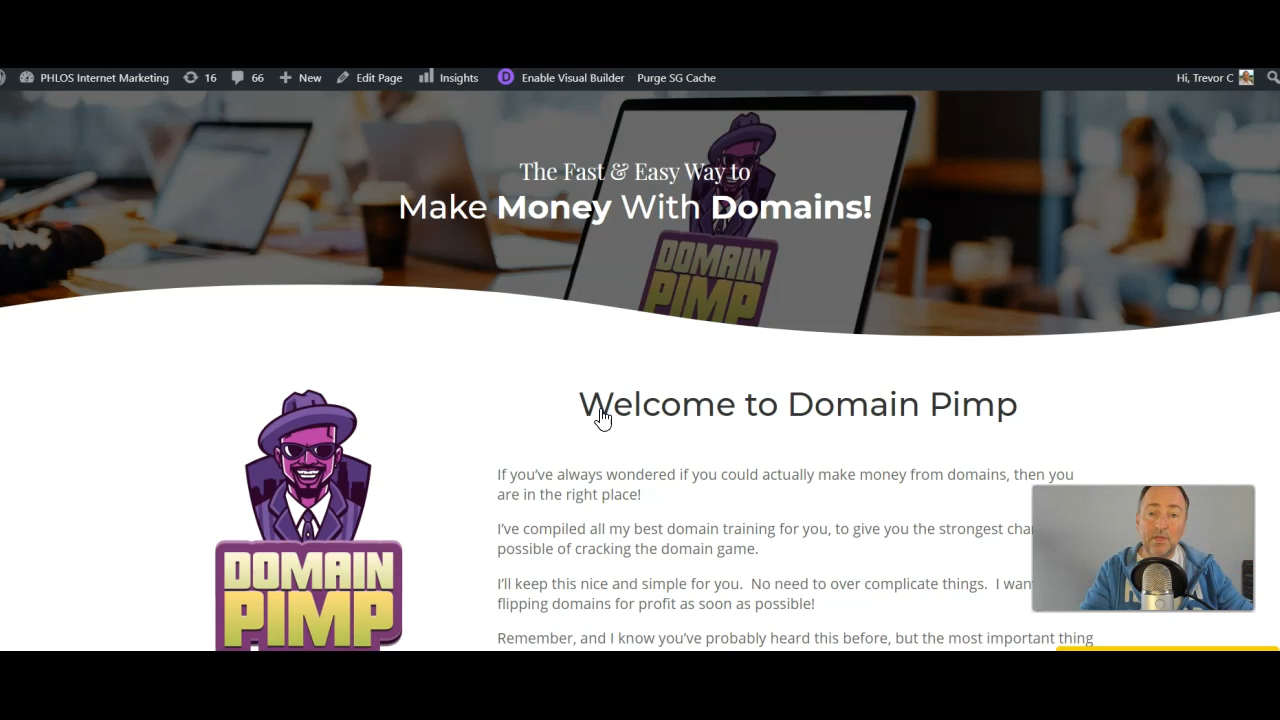 PHLOS Internet Marketing 16 66 New Edit Page Insights D Enable Visual Builder Purge SG Cache Hi, Trevor C
The Fast & Easy Way to
Make Money With Domains!
DOMAIN
PIMP
Welcome to Domain Pimp
If you've always wondered if you could actually make money from domains, then you
are in the right place!
I've compiled all my best domain training for you, to give you the strongest
possible of cracking the domain game.
I'll keep this nice and simple for you. No need to over complicate things. I
flipping domains for profit as soon as possible!
Remember, and I know you've probably heard this before, but the most important thing
DOMAIN
PIMP